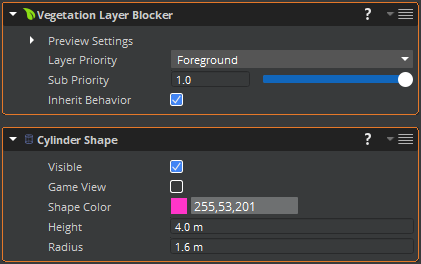 Vegetation Layer Blocker ?
Preview Settings
Layer Priority Foreground
Sub Priority 1.0
Inherit Behavior
Cylinder Shape ?
Visible
Game View
Shape Color 255,53,201
Height 4.0 m
Radius 1.6 m